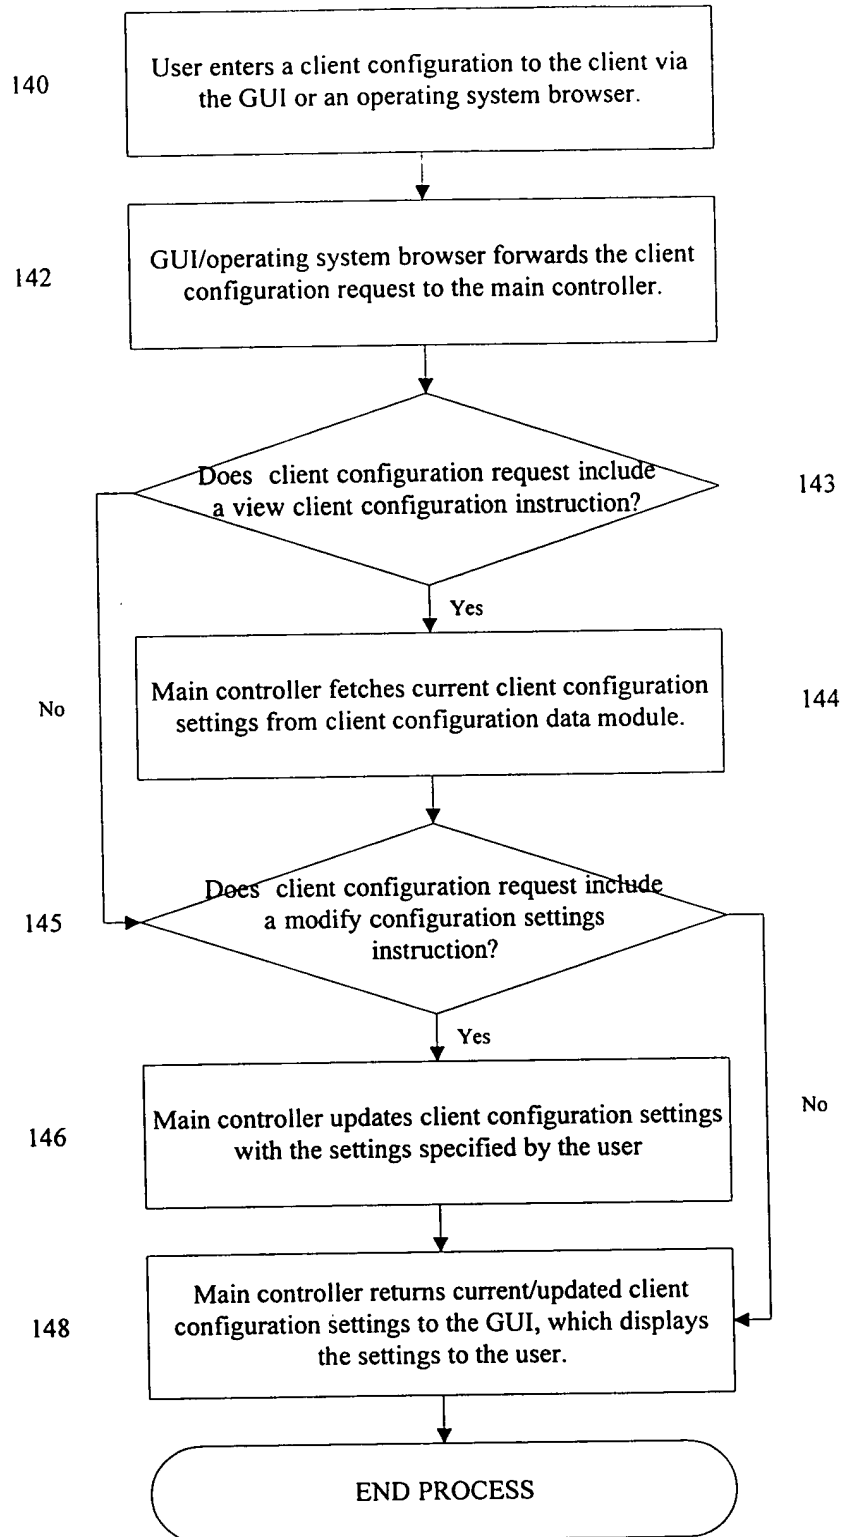 140
User enters a client configuration to the client via
the GUI or an operating system browser.
142
GUI/operating system browser forwards the client
configuration request to the main controller.
Does client configuration request include
a view client configuration instruction?
143
Yes
Main controller fetches current client configuration
settings from client configuration data module.
144
No
145
Does client configuration request include
a modify configuration settings
instruction?
Yes
No
146
Main controller updates client configuration settings
with the settings specified by the user
148
Main controller returns current/updated client
configuration settings to the GUI, which displays
the settings to the user.
END PROCESS